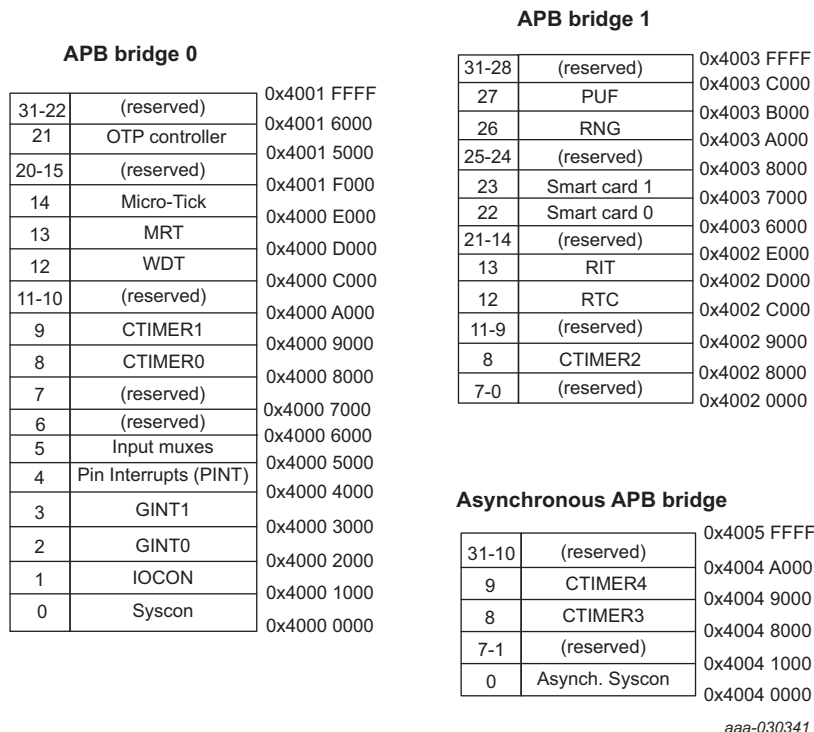 APB bridge 0
0x4001 FFFF
31-22 (reserved)
0x4001 6000
21 OTP controller
0x4001 5000
20-15 (reserved)
0x4001 F000
14 Micro-Tick
0x4000 E000
13 MRT
0x4000 D000
12 WDT
0x4000 C000
11-10 (reserved)
0x4000 A000
9 CTIMER1
0x4000 9000
8 CTIMER0
0x4000 8000
7 (reserved)
0x4000 7000
6 (reserved)
0x4000 6000
5 Input muxes
0x4000 5000
4 Pin Interrupts (PINT)
0x4000 4000
3 GINT1
0x4000 3000
2 GINT0
0x4000 2000
1 IOCON
0x4000 1000
0 Syscon
0x4000 0000
APB bridge 1
0x4003 FFFF
31-28 (reserved)
0x4003 C000
27 PUF
0x4003 B000
26 RNG
0x4003 A000
25-24 (reserved)
0x4003 8000
23 Smart card 1
0x4003 7000
22 Smart card 0
0x4003 6000
21-14 (reserved)
0x4002 E000
13 RIT
0x4002 D000
12 RTC
0x4002 C000
11-9 (reserved)
0x4002 9000
8 CTIMER2
0x4002 8000
7-0 (reserved)
0x4002 0000
Asynchronous APB bridge
0x4005 FFFF
31-10 (reserved)
0x4004 A000
9 CTIMER4
0x4004 9000
8 CTIMER3
0x4004 8000
7-1 (reserved)
0x4004 1000
0 Asynch. Syscon
0x4004 0000
aaa-030341